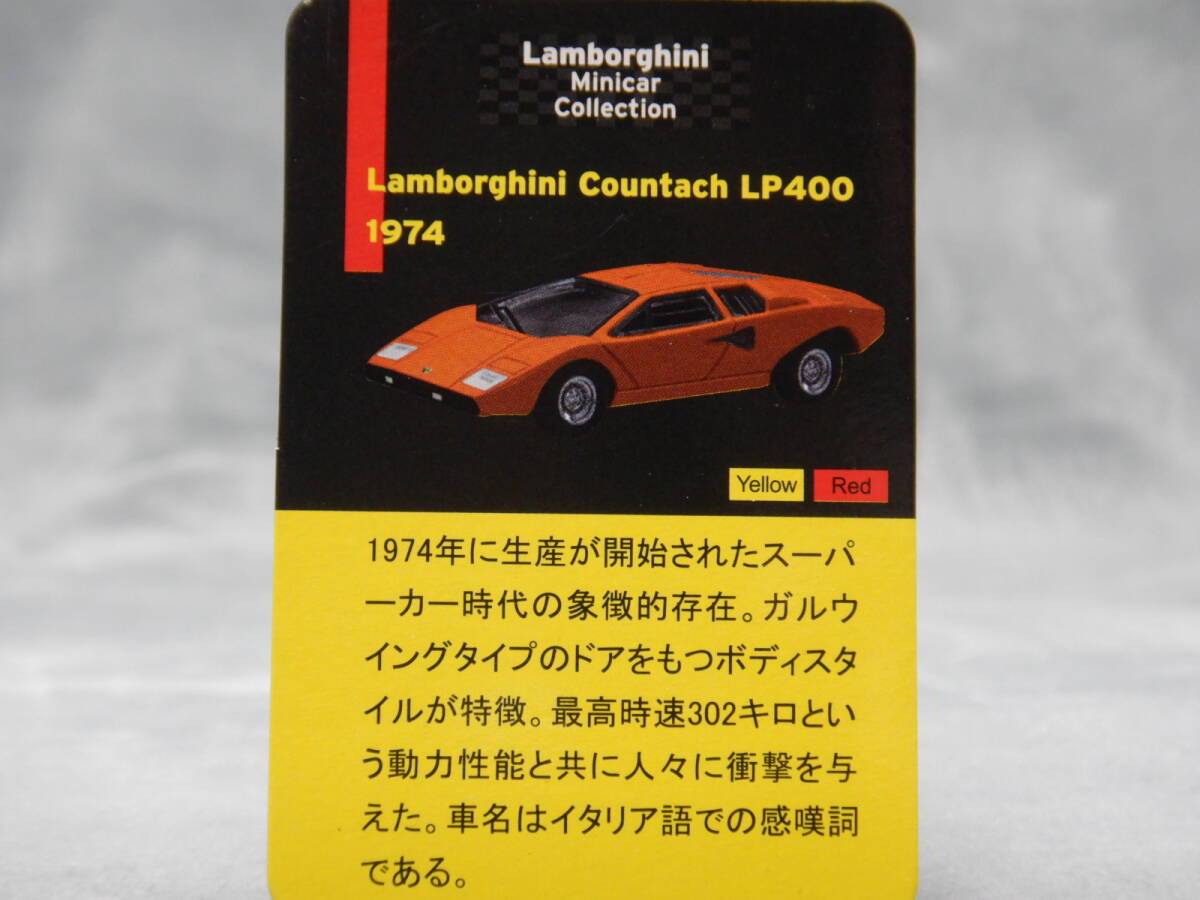 Lamborghini
Minicar
Collection
Lamborghini Countach LP400
1974
Yellow Red
1974年に生産が開始されたスーパ
ーカー時代の象徴的存在。ガルウ
イングタイプのドアをもつボディスタ
イルが特徴。最高時速302キロとい
う動力性能と共に人々に衝撃を与
えた。車名はイタリア語での感嘆詞
である。